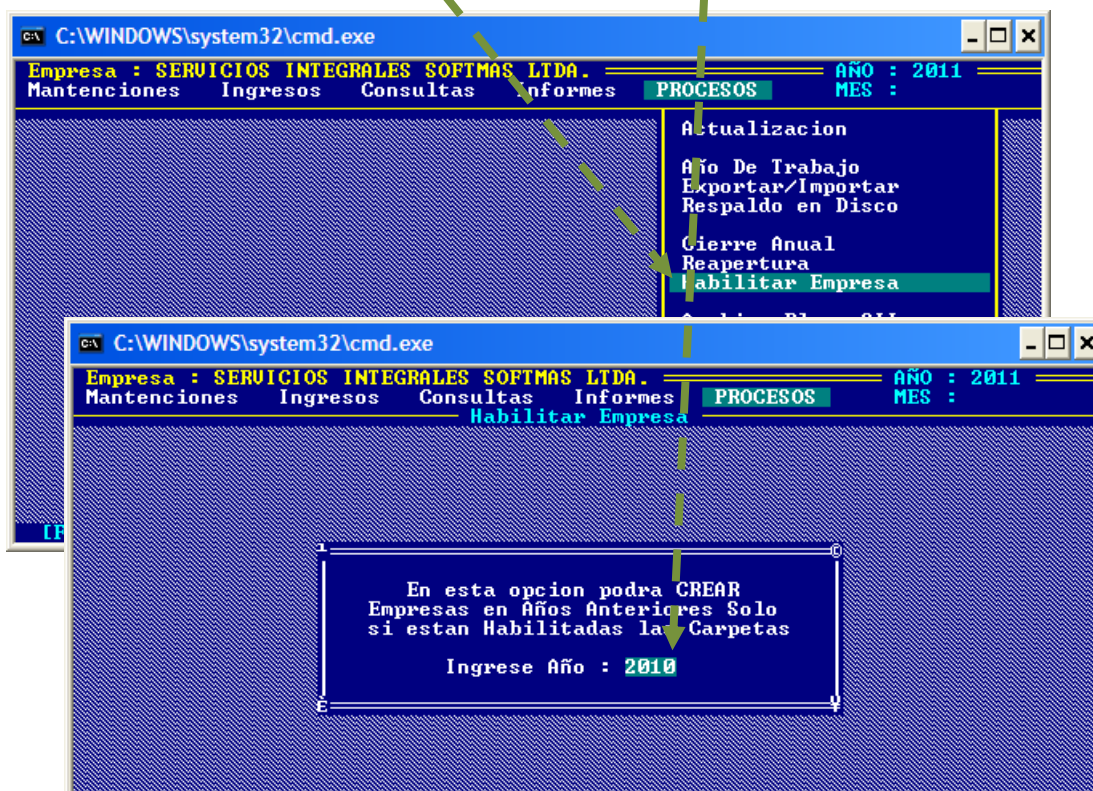 C:\WINDOWS\system32\cmd.exe
Empresa : SERVICIOS INTEGRALES SOFTMAS LTDA. AÑO : 2011
Mantenciones Ingresos Consultas Informes PROCESOS MES :
Actualizacion
Año De Trabajo
Exportar/Importar
Respaldo en Disco
Cierre Anual
Reapertura
Habilitar Empresa
C:\WINDOWS\system32\cmd.exe
Empresa : SERVICIOS INTEGRALES SOFTMAS LTDA. AÑO : 2011
Mantenciones Ingresos Consultas Informes PROCESOS MES :
Habilitar Empresa
En esta opcion podra CREAR
Empresas en Años Anteriores Solo
si estan Habilitadas las Carpetas
Ingrese Año : 2010